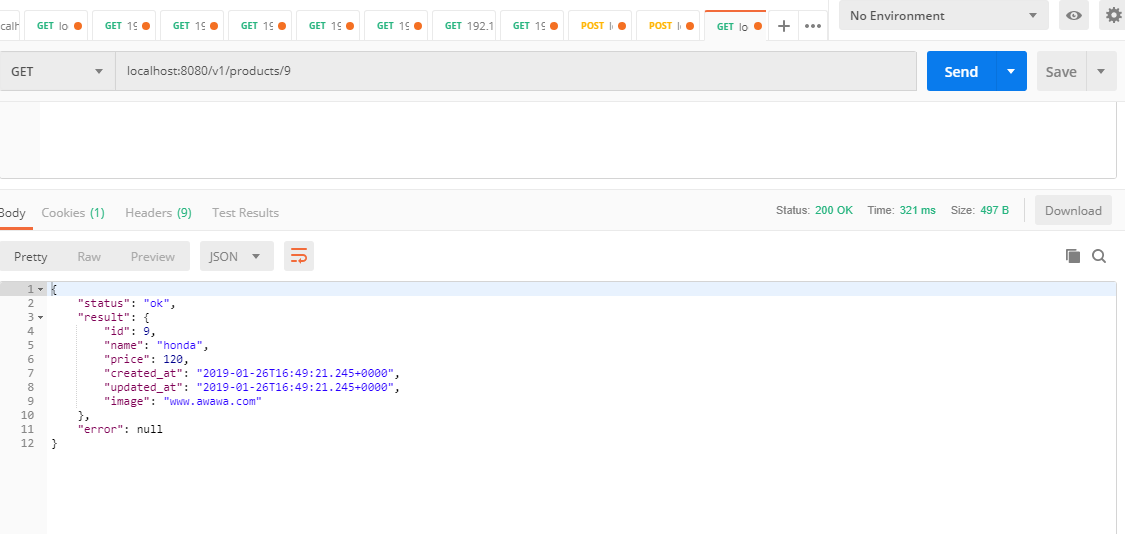 GET lo GET 19 GET 19 GET 19 GET 19 GET 19 GET 192.1 GET 19 POST l POST l GET lo + ••• No Environment
GET localhost:8080/v1/products/9 Send Save
Body Cookies (1) Headers (9) Test Results Status: 200 OK Time: 321 ms Size: 497 B Download
Pretty Raw Preview JSON
1 {
2 "status": "ok",
3 "result": {
4 "id": 9,
5 "name": "honda",
6 "price": 120,
7 "created_at": "2019-01-26T16:49:21.245+0000",
8 "updated_at": "2019-01-26T16:49:21.245+0000",
9 "image": "www.awawa.com"
10 },
11 "error": null
12 }